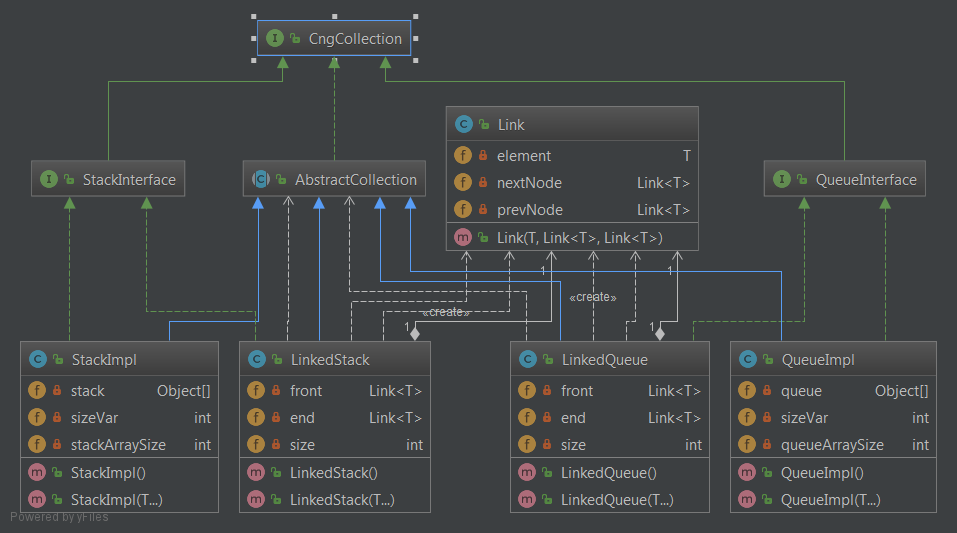 I CngCollection
C Link
f element T
f nextNode Link<T>
f prevNode Link<T>
m Link(T, Link<T>, Link<T>)
I StackInterface
C AbstractCollection
I QueueInterface
1
1
«create»
«create»
1
1
C StackImpl
f stack Object[]
f sizeVar int
f stackArraySize int
m StackImpl()
m StackImpl(T...)
C LinkedStack
f front Link<T>
f end Link<T>
f size int
m LinkedStack()
m LinkedStack(T...)
C LinkedQueue
f front Link<T>
f end Link<T>
f size int
m LinkedQueue()
m LinkedQueue(T...)
C QueueImpl
f queue Object[]
f sizeVar int
f queueArraySize int
m QueueImpl()
m QueueImpl(T...)
Powered by yFiles